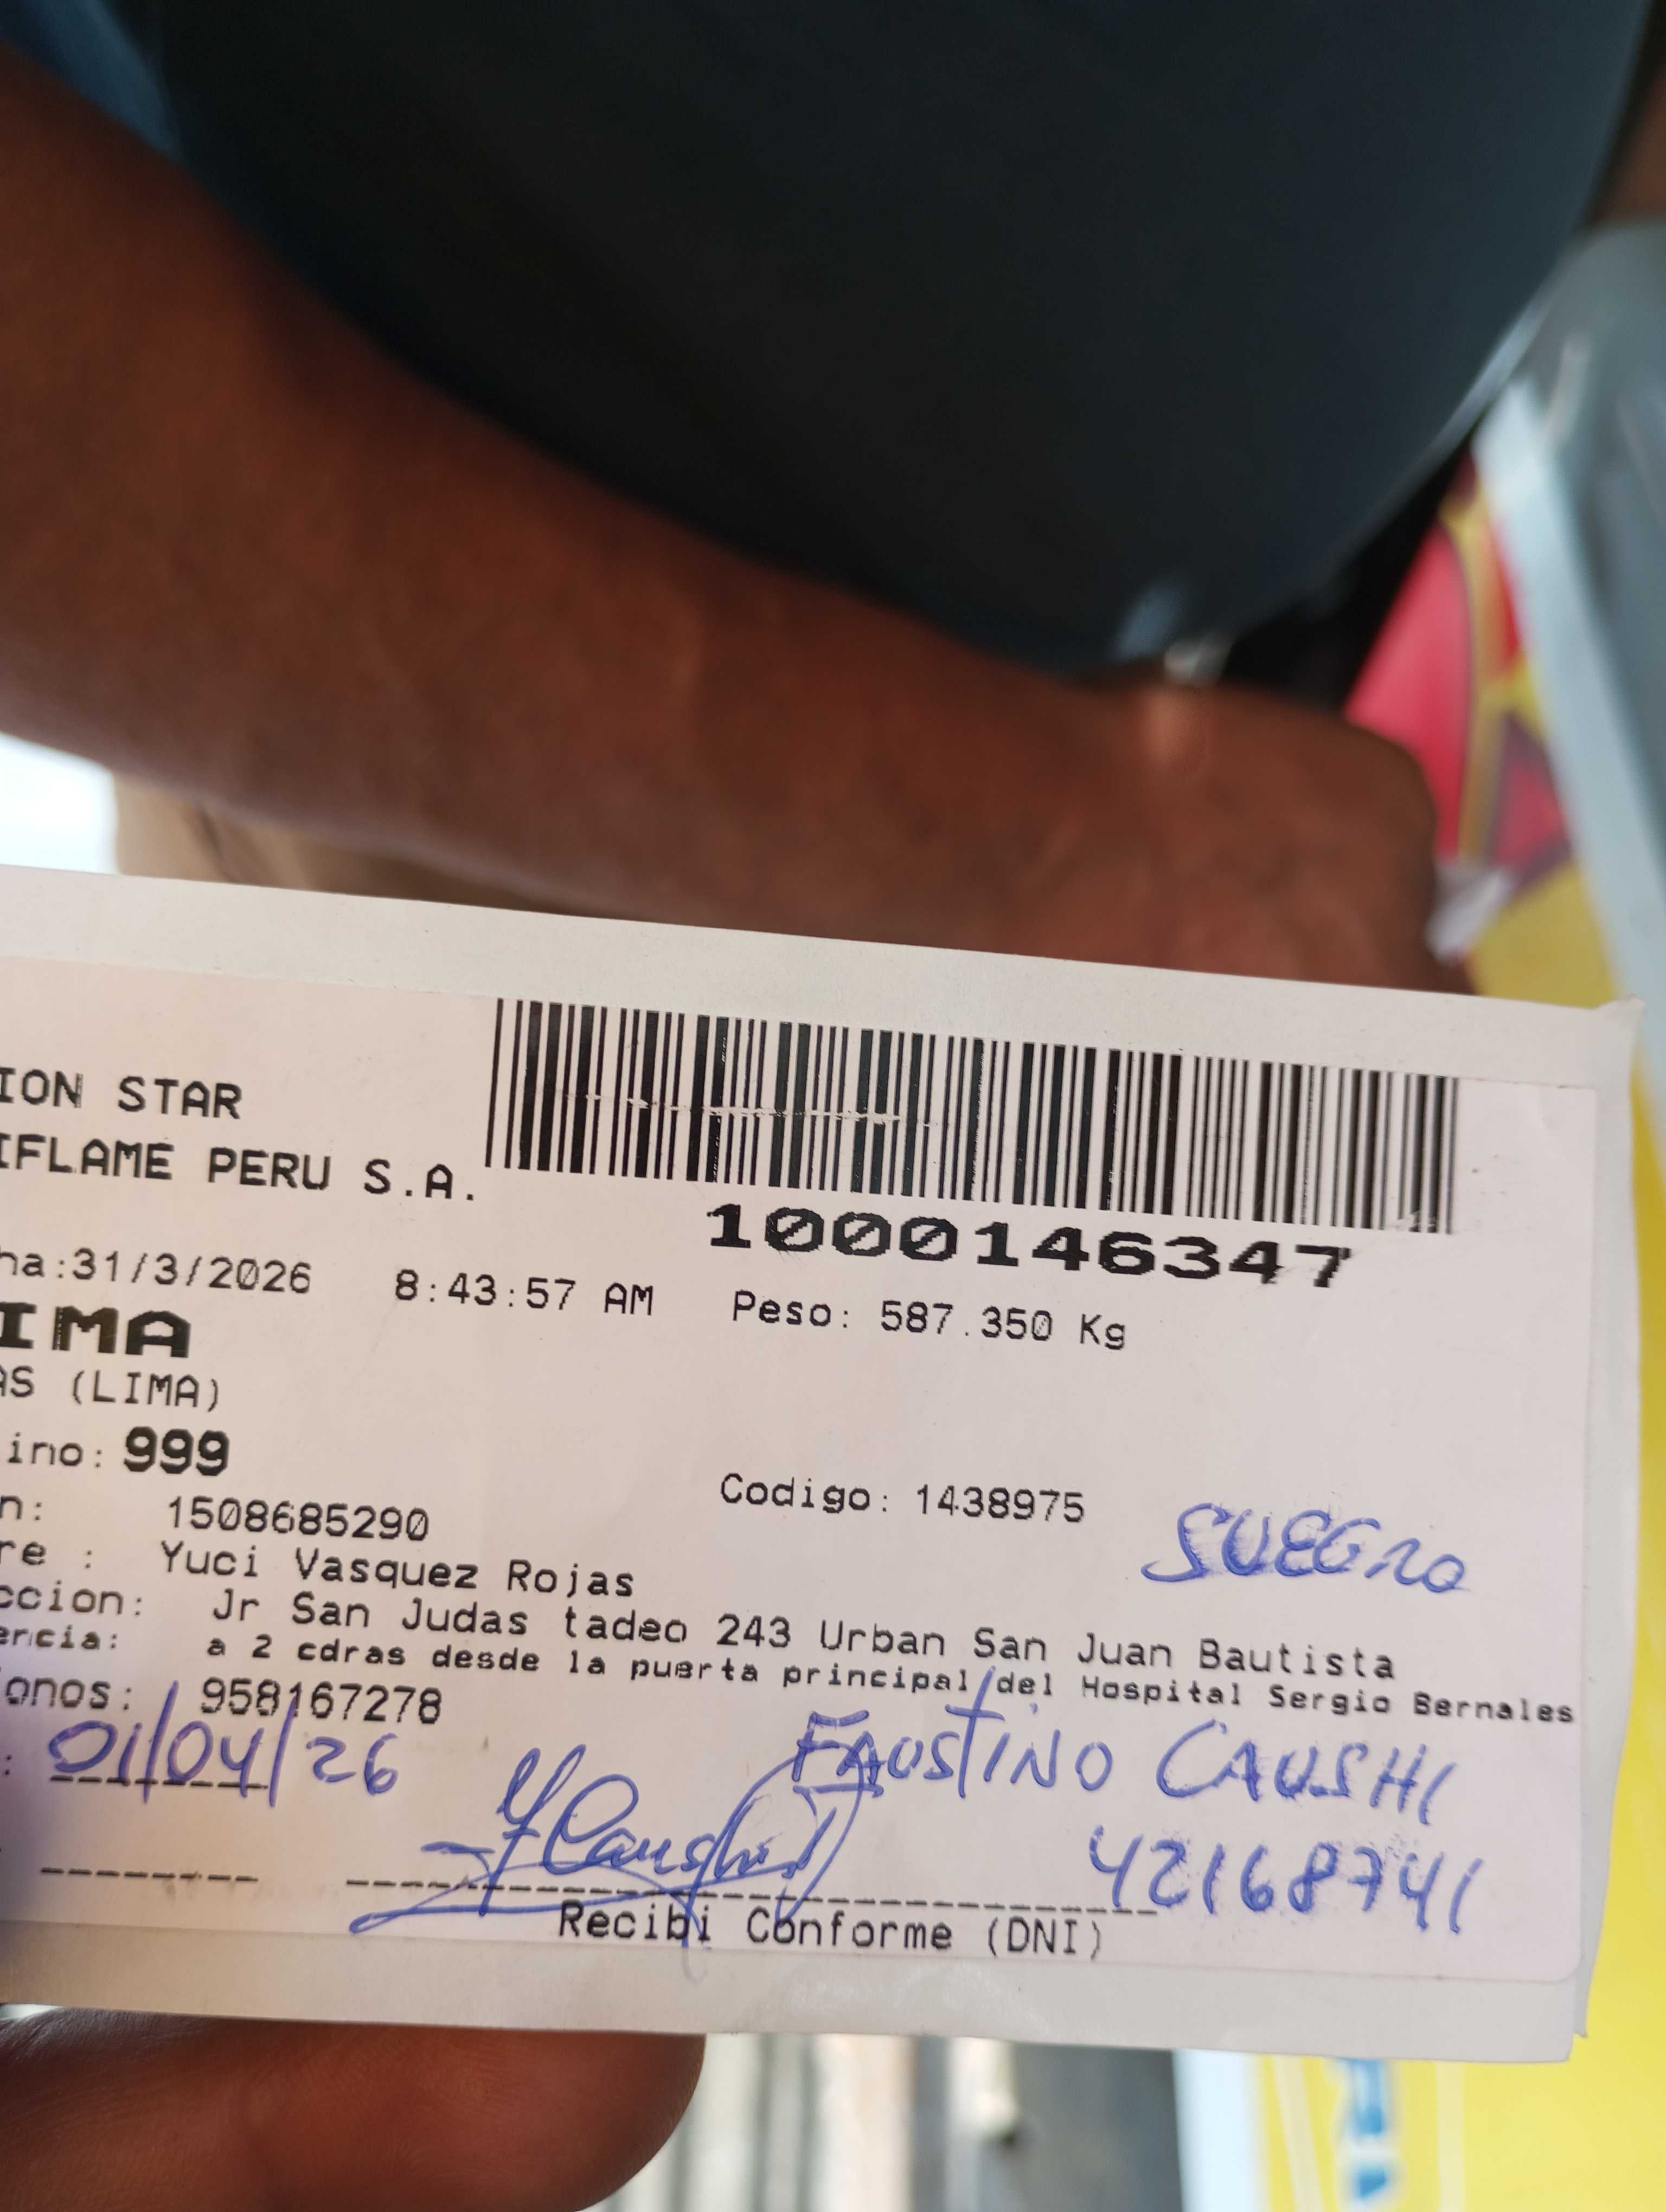 ION STAR
IFLAME PERU S.A.
1000146347
ha:31/3/2026 8:43:57 AM Peso: 587.350 Kg
IMA
AS (LIMA)
ino: 999
n: 1508685290 Codigo: 1438975
SUEGRO
re : Yuci Vasquez Rojas
ccion: Jr San Judas tadeo 243 Urban San Juan Bautista
encia: a 2 cdras desde la puerta principal del Hospital Sergio Bernales
onos: 958167278
: 01/04/26
FAUSTINO CAUSHI
42168741
Recibi Conforme (DNI)